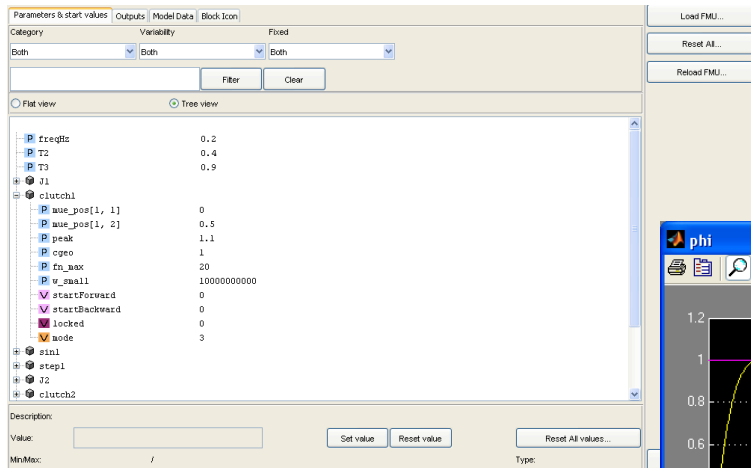 Parameters & start values Outputs Model Data Block Icon
Category Variability Fixed
Both Both Both
Filter Clear
Flat view Tree view
P freqHz 0.2
P T2 0.4
P T3 0.9
J1
clutch1
P mue_pos[1, 1] 0
P mue_pos[1, 2] 0.5
P peak 1.1
P cgeo 1
P fn_max 20
P w_small 10000000000
V startForward 0
V startBackward 0
V locked 0
V mode 3
sin1
step1
J2
clutch2
Description:
Value: Set value Reset value Reset All values...
Min/Max: / Type:
Load FMU...
Reset All...
Reload FMU...
phi
1.2
1
0.8
0.6